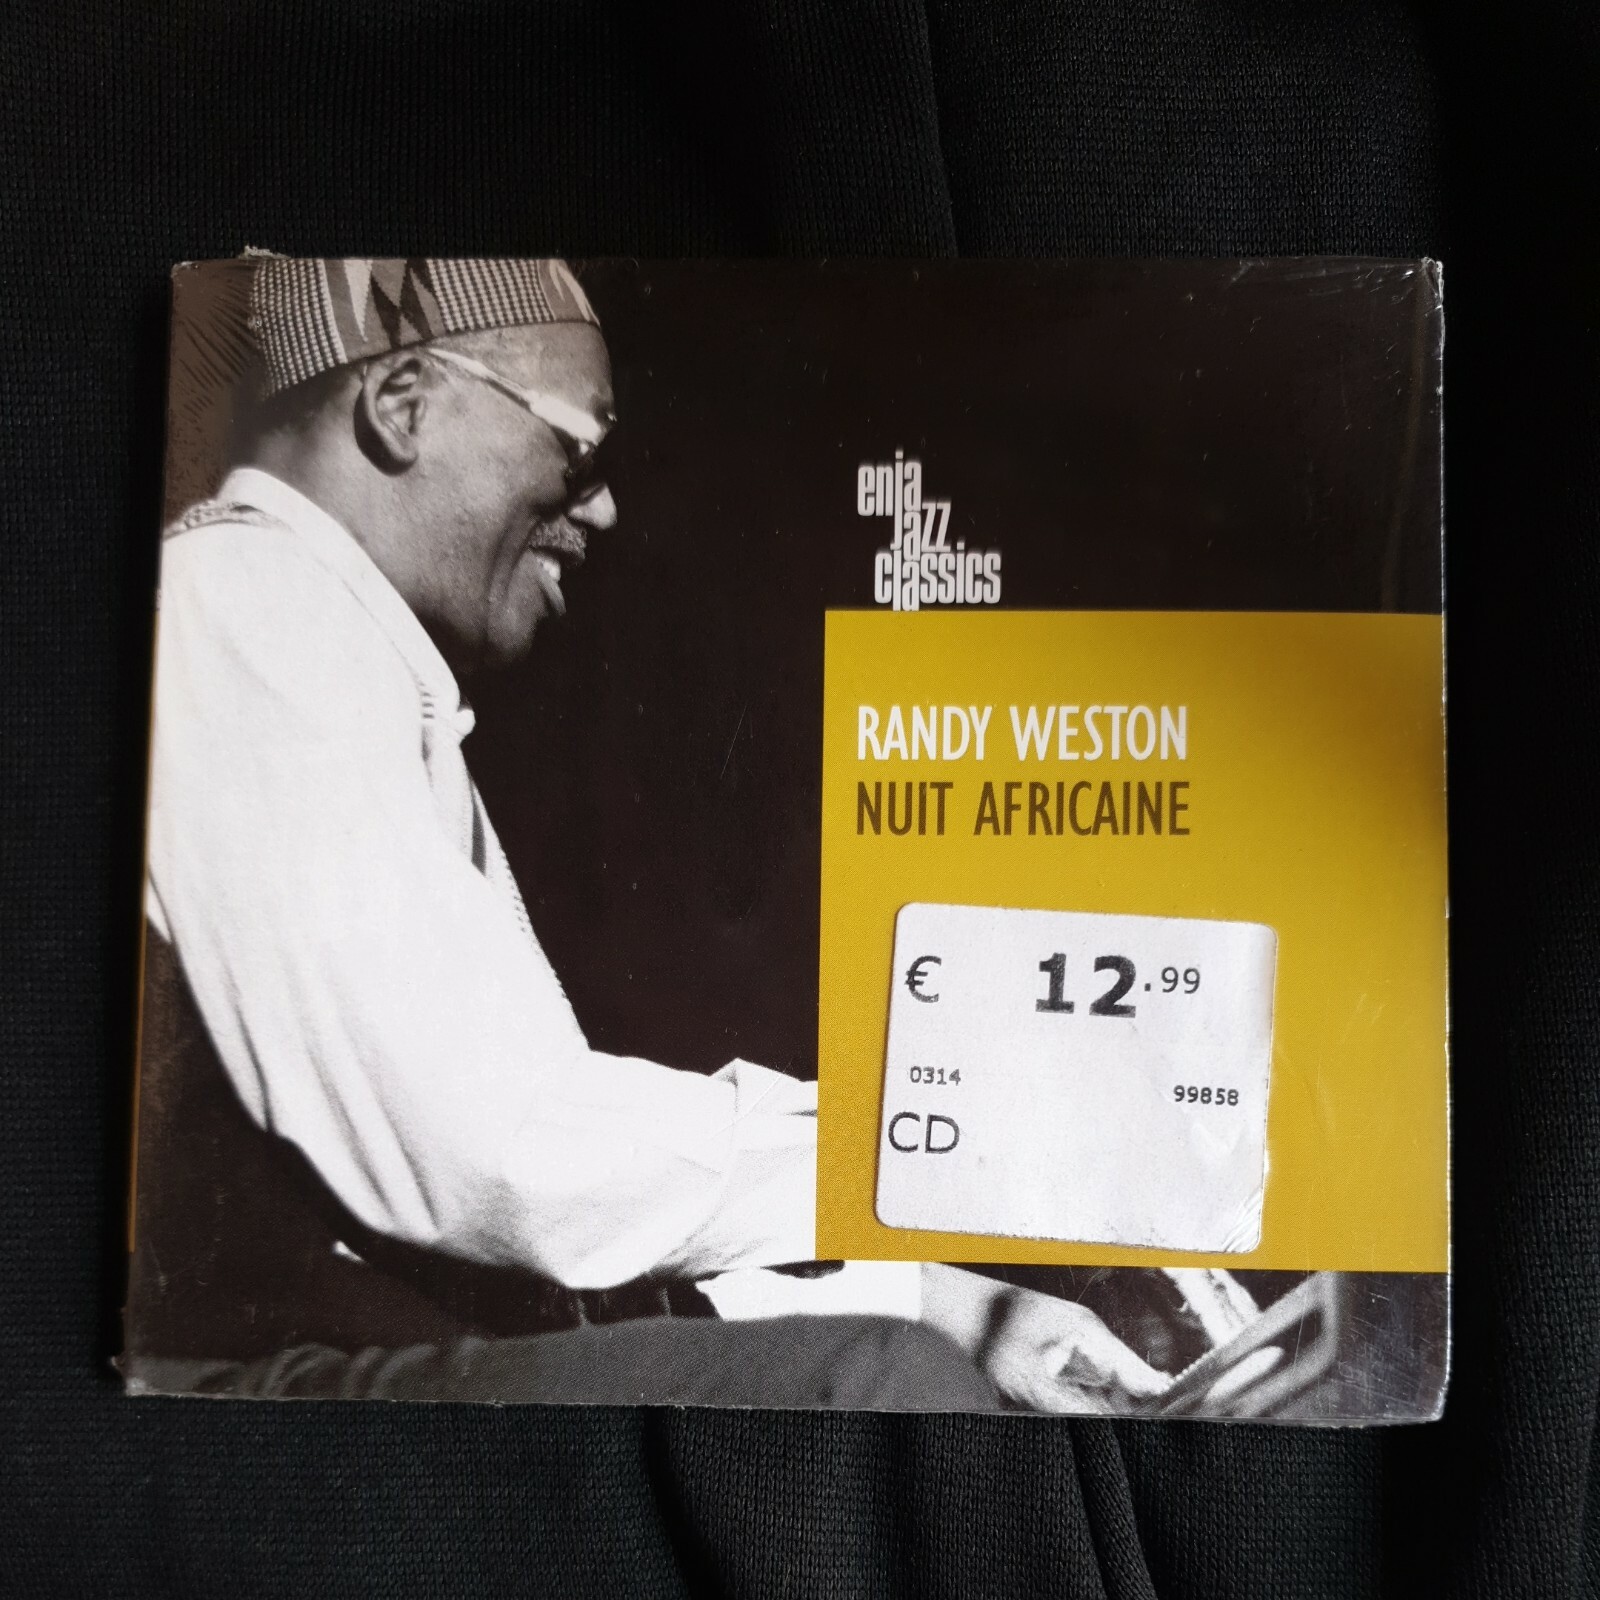 enja
jazz
classics
RANDY WESTON
NUIT AFRICAINE
€ 12.99
0314 99858
CD